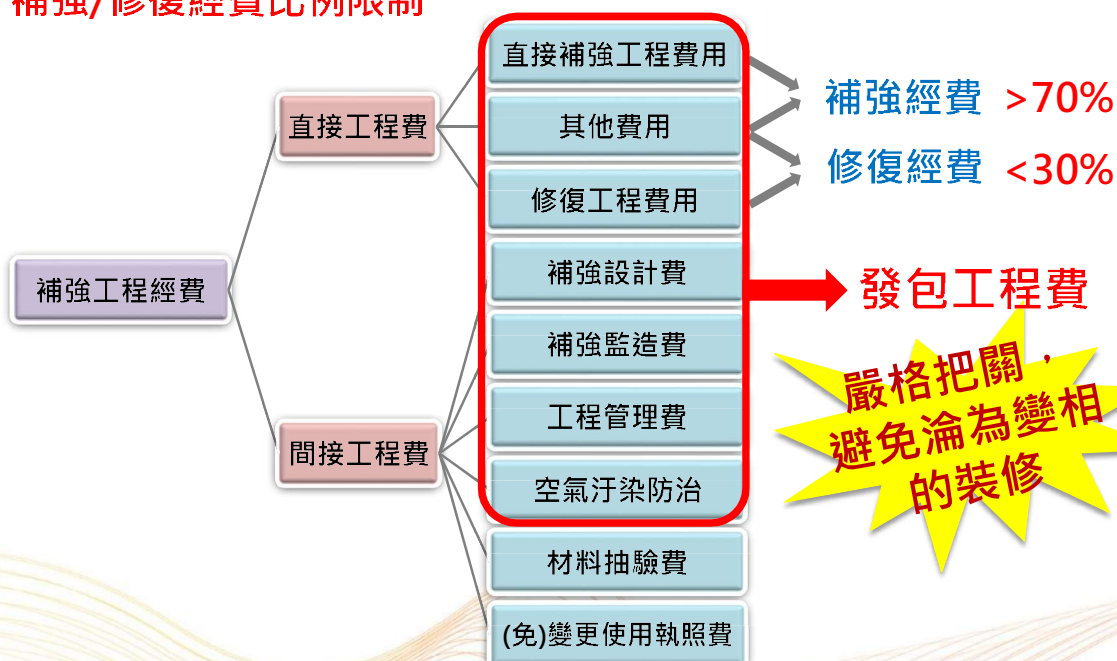 補強/修復經費比例限制
直接補強工程費用
補強經費 >70%
直接工程費
其他費用
修復經費 <30%
修復工程費用
補強工程經費
補強設計費
發包工程費
補強監造費
嚴格把關，
避免淪為變相
的裝修
工程管理費
間接工程費
空氣汙染防治
材料抽驗費
(免)變更使用執照費